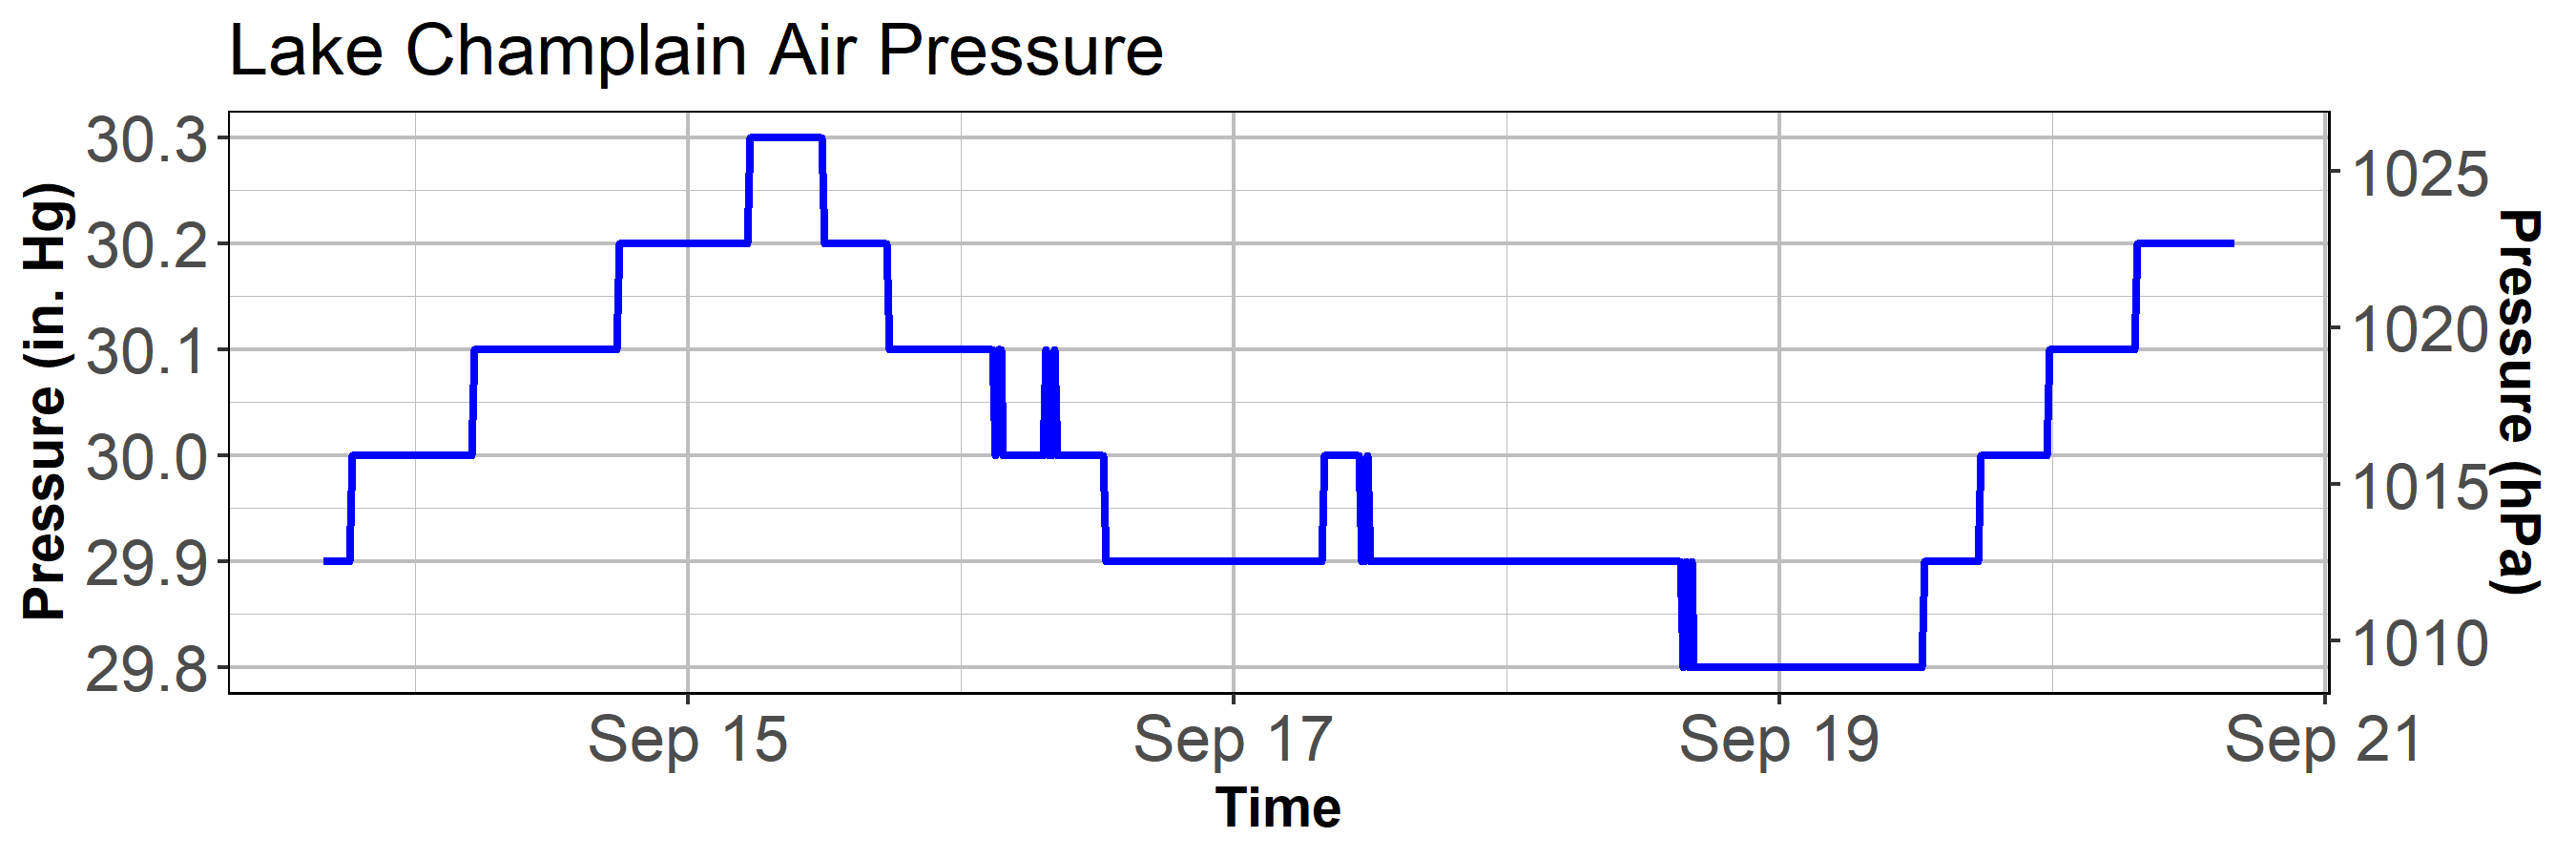 Lake Champlain Air Pressure
Pressure (in. Hg)
30.3
30.2
30.1
30.0
29.9
29.8
1025
1020
1015
1010
Pressure (hPa)
Sep 15 Sep 17 Sep 19 Sep 21
Time